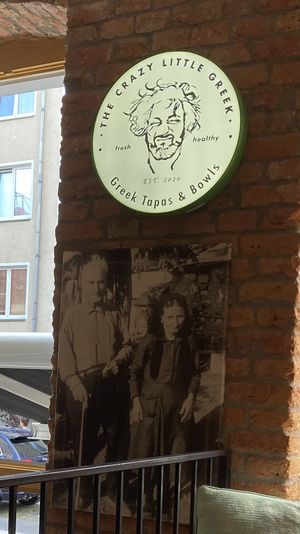 · THE CRAZY LITTLE GREEK ·
fresh healthy
EST. 2020
Greek Tapas & Bowls